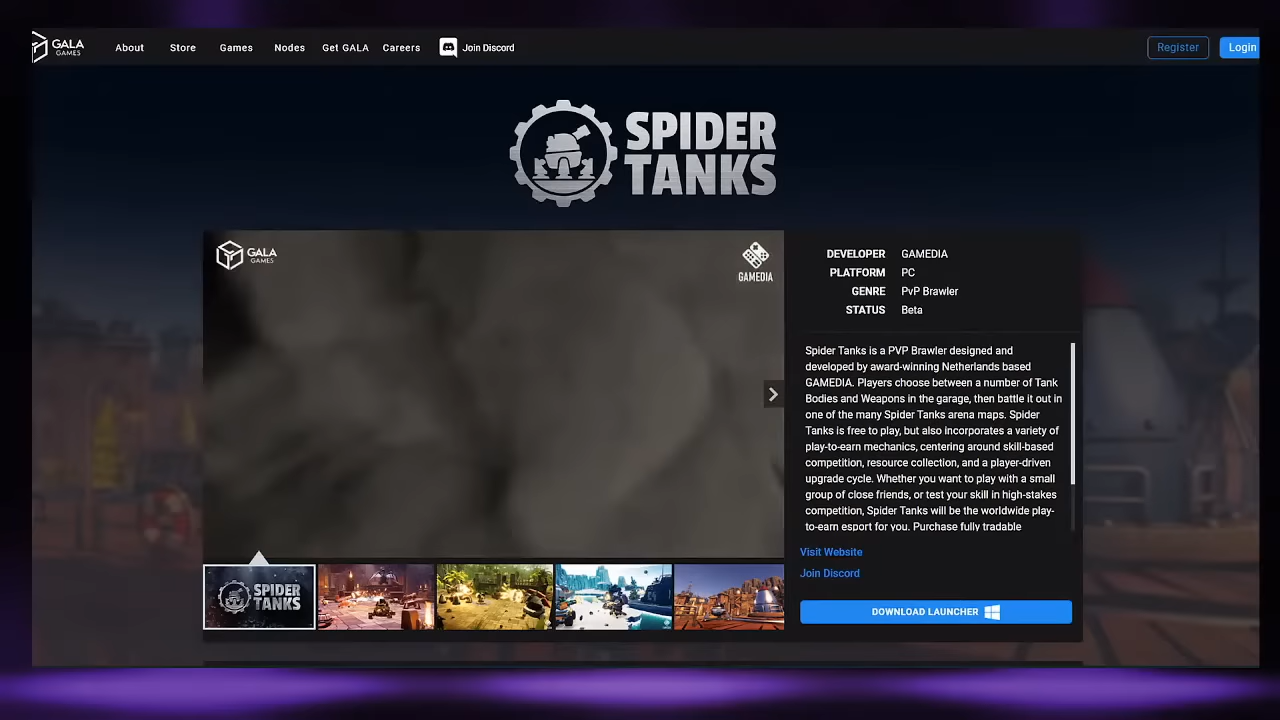 GALA
GAMES
About
Store
Games
Nodes
Get GALA
Careers
Join Discord
Register
Login
SPIDER
TANKS
GALA
GAMES
GAMEDIA
DEVELOPER GAMEDIA
PLATFORM PC
GENRE PvP Brawler
STATUS Beta
Spider Tanks is a PVP Brawler designed and
developed by award-winning Netherlands based
GAMEDIA. Players choose between a number of Tank
Bodies and Weapons in the garage, then battle it out in
one of the many Spider Tanks arena maps. Spider
Tanks is free to play, but also incorporates a variety of
play-to-earn mechanics, centering around skill-based
competition, resource collection, and a player-driven
upgrade cycle. Whether you want to play with a small
group of close friends, or test your skill in high-stakes
competition, Spider Tanks will be the worldwide play-
to-earn esport for you. Purchase fully tradable
Visit Website
Join Discord
DOWNLOAD LAUNCHER
SPIDER
TANKS